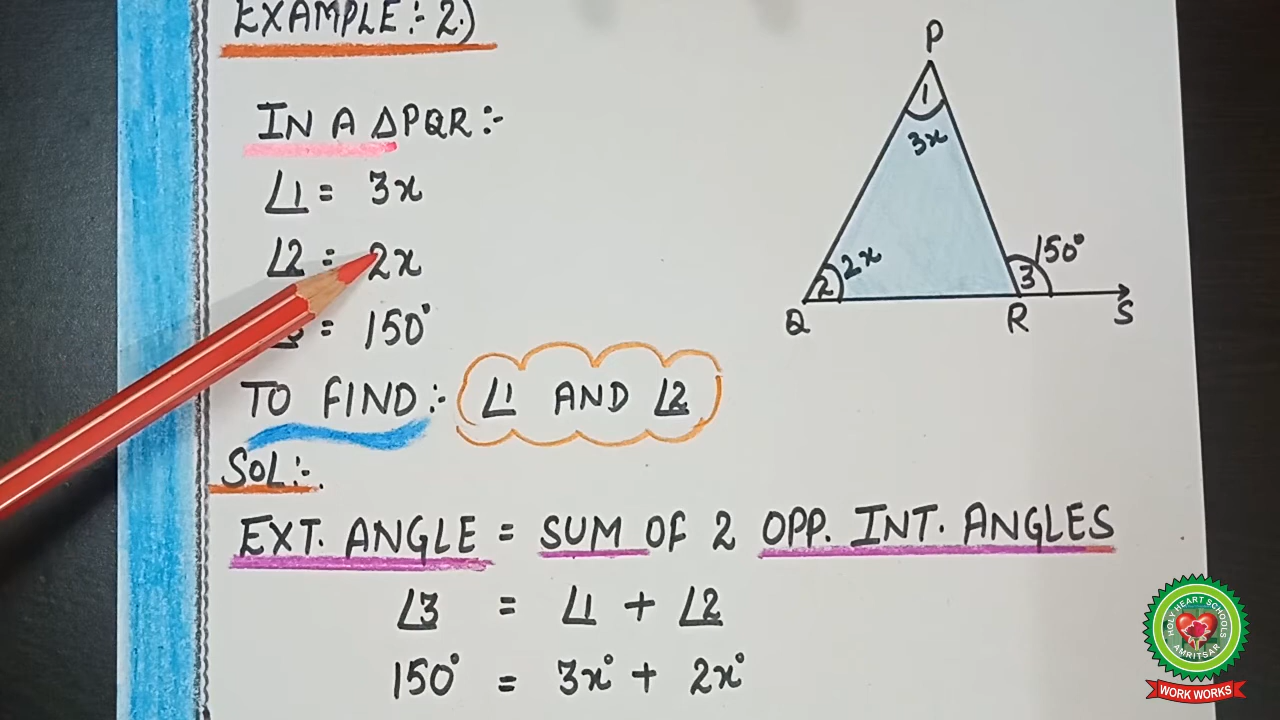 EXAMPLE:- 2.)
IN A ΔPQR:-
∠1 = 3x
∠2 = 2x
= 150°
TO FIND:- ∠1 AND ∠2
SOL:-.
EXT. ANGLE = SUM OF 2 OPP. INT. ANGLES
∠3 = ∠1 + ∠2
150° = 3x° + 2x°
P
1
3x
2 2x
3 150°
Q
R
S
HOLY HEART SCHOOLS
AMRITSAR
WORK WORKS